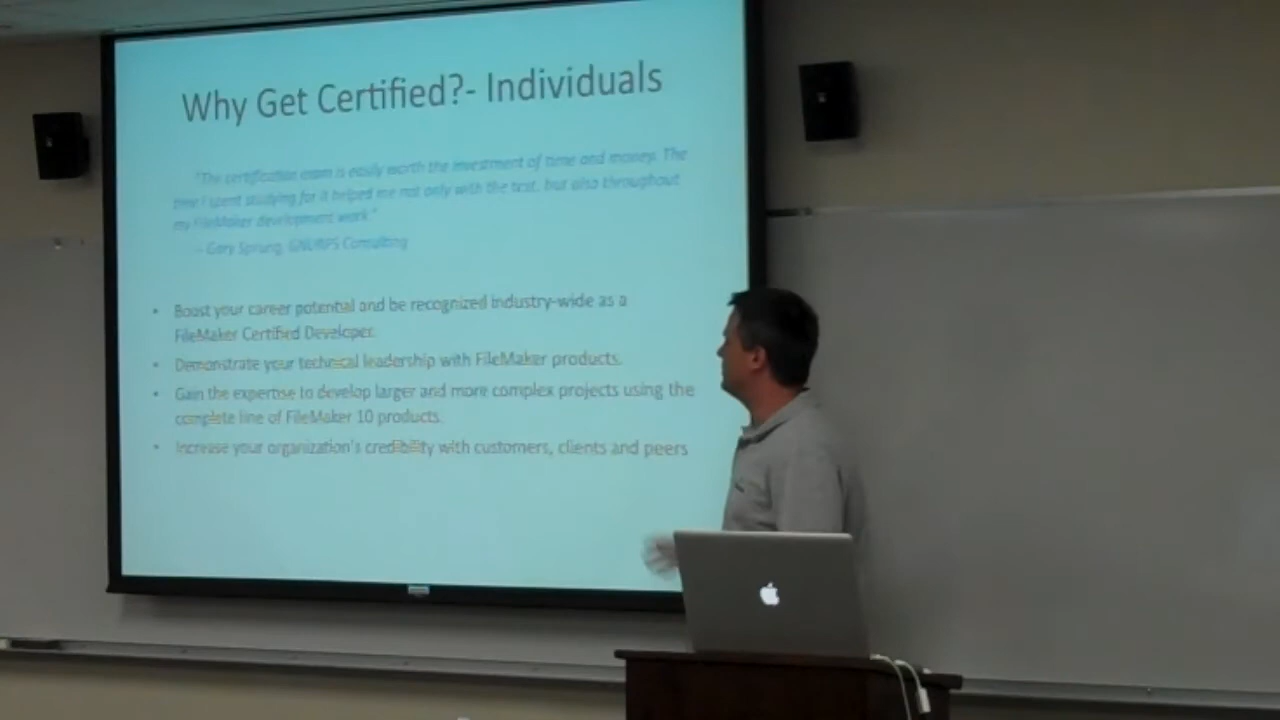 Why Get Certified?- Individuals
"The certification exam is easily worth the investment of time and money. The
time I spent studying for it helped me not only with the test, but also throughout
my FileMaker development work."
– Gary Sprung, Consulting
• Boost your career potential and be recognized industry-wide as a
FileMaker Certified Developer.
• Demonstrate your technical leadership with FileMaker products.
• Gain the expertise to develop larger and more complex projects using the
complete line of FileMaker 10 products.
• Increase your organization's credibility with customers, clients and peers